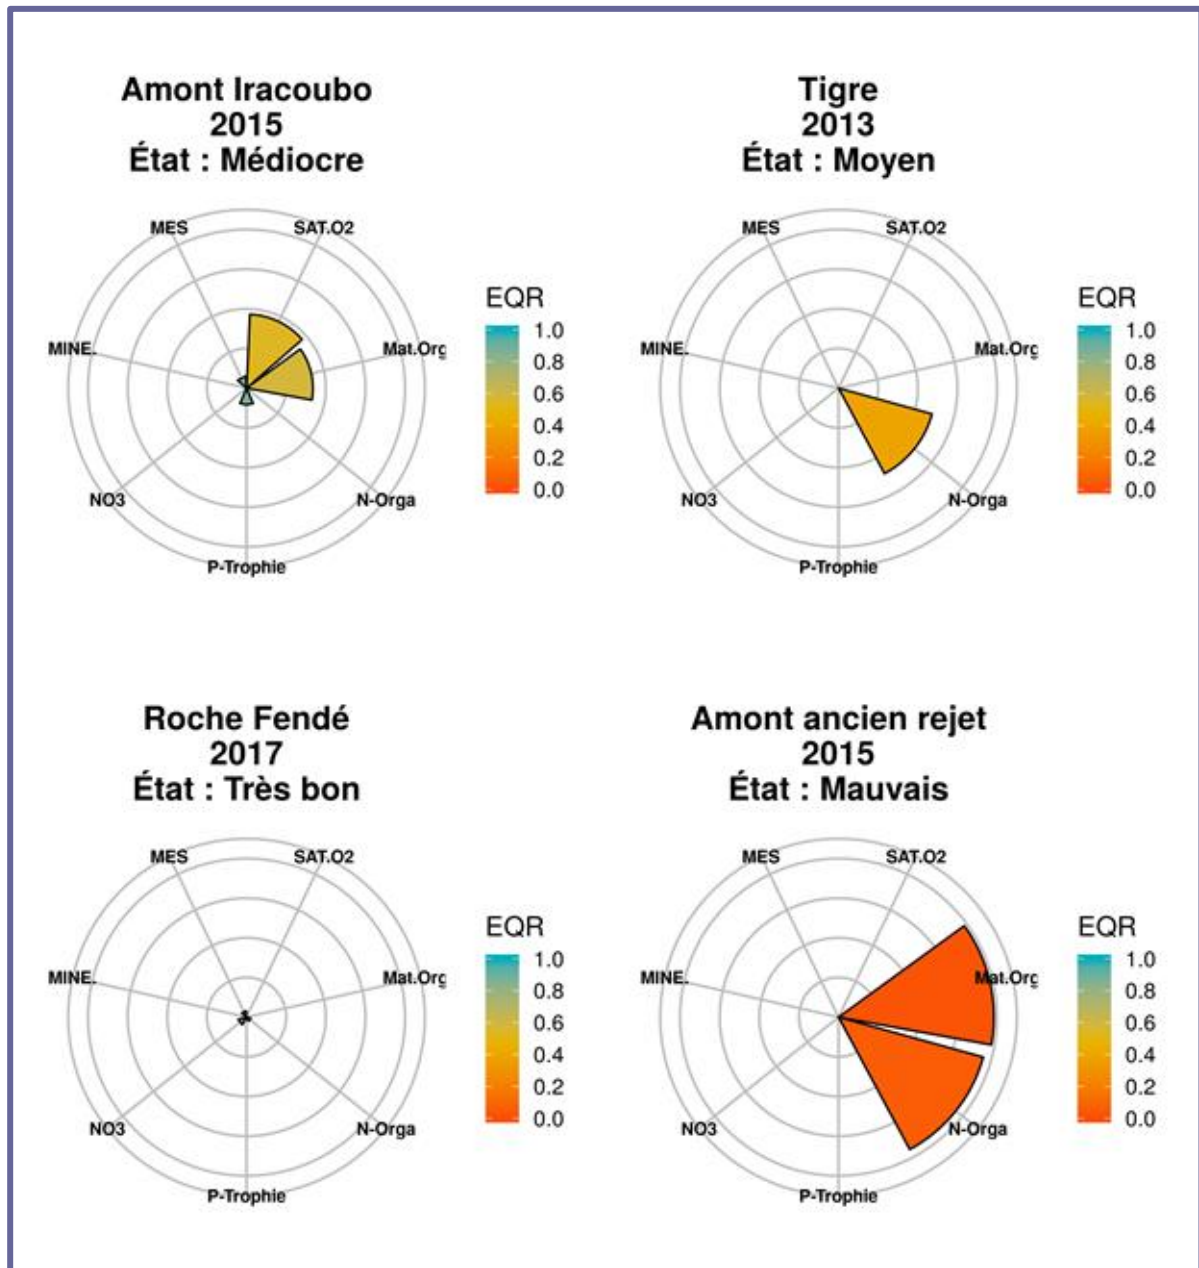 Amont Iracoubo
2015
État : Médiocre
MES
SAT.O2
MINE.
Mat.Org
NO3
N-Orga
P-Trophie
EQR
1.0
0.8
0.6
0.4
0.2
0.0
Tigre
2013
État : Moyen
MES
SAT.O2
MINE.
Mat.Org
NO3
N-Orga
P-Trophie
EQR
1.0
0.8
0.6
0.4
0.2
0.0
Roche Fendé
2017
État : Très bon
MES
SAT.O2
MINE.
Mat.Org
NO3
N-Orga
P-Trophie
EQR
1.0
0.8
0.6
0.4
0.2
0.0
Amont ancien rejet
2015
État : Mauvais
MES
SAT.O2
MINE.
Mat.Org
NO3
N-Orga
P-Trophie
EQR
1.0
0.8
0.6
0.4
0.2
0.0